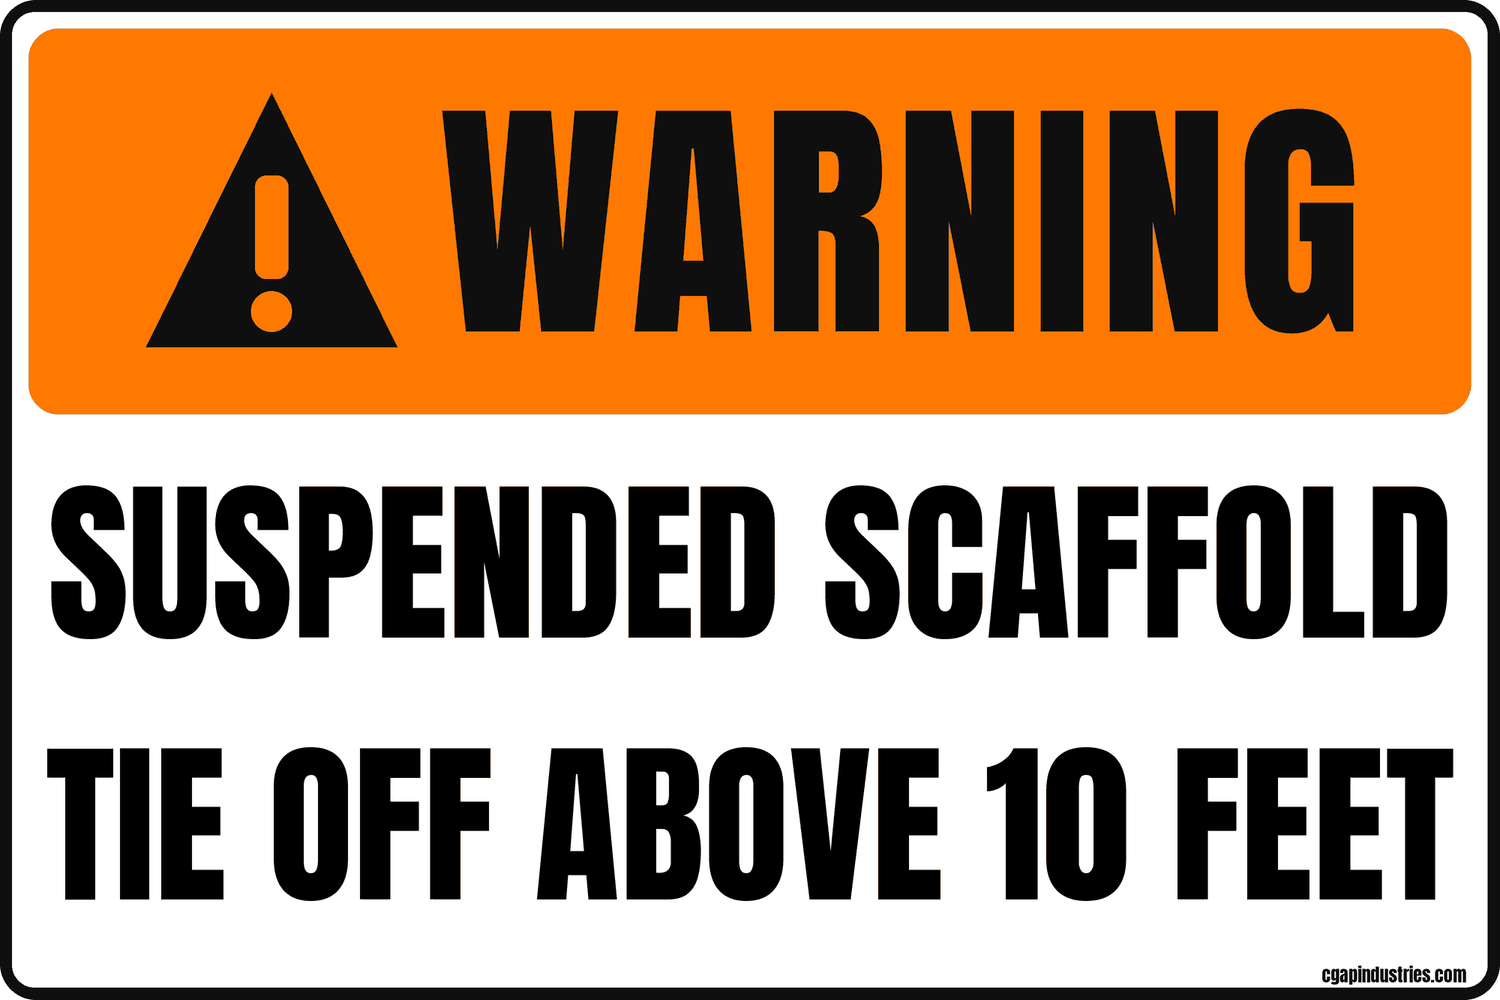 WARNING
SUSPENDED SCAFFOLD
TIE OFF ABOVE 10 FEET
cgapindustries.com